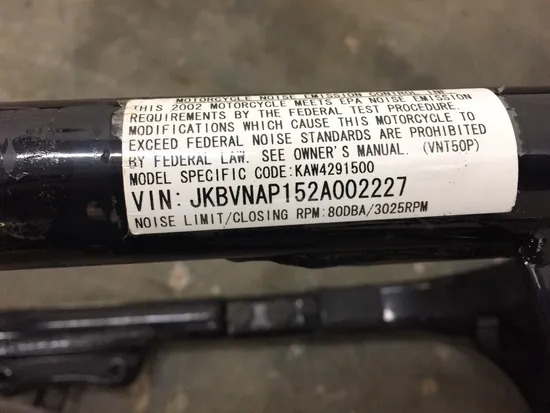 MOTORCYCLE NOISE EMISSION CONTROL
THIS 2002 MOTORCYCLE MEETS EPA NOISE EMISSION
REQUIREMENTS BY THE FEDERAL TEST PROCEDURE.
MODIFICATIONS WHICH CAUSE THIS MOTORCYCLE TO
EXCEED FEDERAL NOISE STANDARDS ARE PROHIBITED
BY FEDERAL LAW. SEE OWNER'S MANUAL. (VNT50P)
MODEL SPECIFIC CODE:KAW4291500
VIN: JKBVNAP152A002227
NOISE LIMIT/CLOSING RPM:80DBA/3025RPM